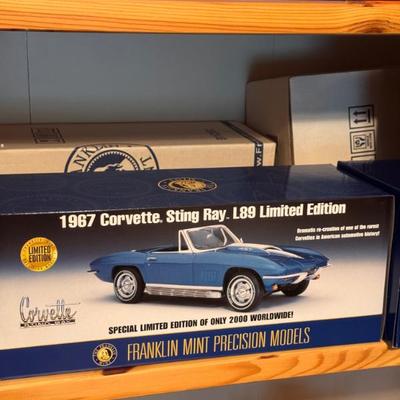 1967 Corvette. Sting Ray. L89 Limited Edition
Dramatic re-creation of one of the rarest
Corvettes in American automotive history!
LIMITED
EDITION
Corvette
SPECIAL LIMITED EDITION OF ONLY 2000 WORLDWIDE!
FRANKLIN MINT PRECISION MODELS